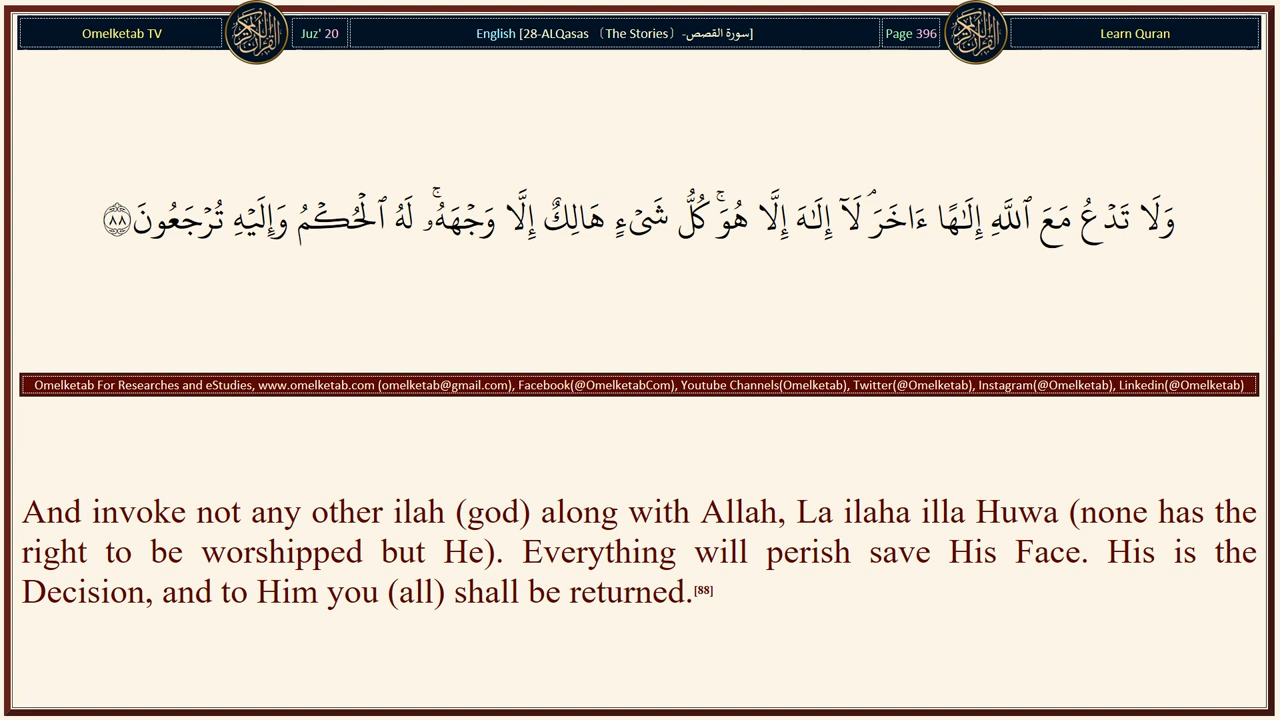 Omelketab TV
Juz' 20
English [28-ALQasas （The Stories）-سورة القصص]
Page 396
Learn Quran
وَلَا تَدۡعُ مَعَ ٱللَّهِ إِلَٰهًا ءَاخَرَۘ لَآ إِلَٰهَ إِلَّا هُوَۚ كُلُّ شَيۡءٍ هَالِكٌ إِلَّا وَجۡهَهُۥۚ لَهُ ٱلۡحُكۡمُ وَإِلَيۡهِ تُرۡجَعُونَ ٨٨
Omelketab For Researches and eStudies, www.omelketab.com (omelketab@gmail.com), Facebook(@OmelketabCom), Youtube Channels(Omelketab), Twitter(@Omelketab), Instagram(@Omelketab), Linkedin(@Omelketab)
And invoke not any other ilah (god) along with Allah, La ilaha illa Huwa (none has the
right to be worshipped but He). Everything will perish save His Face. His is the
Decision, and to Him you (all) shall be returned.[88]